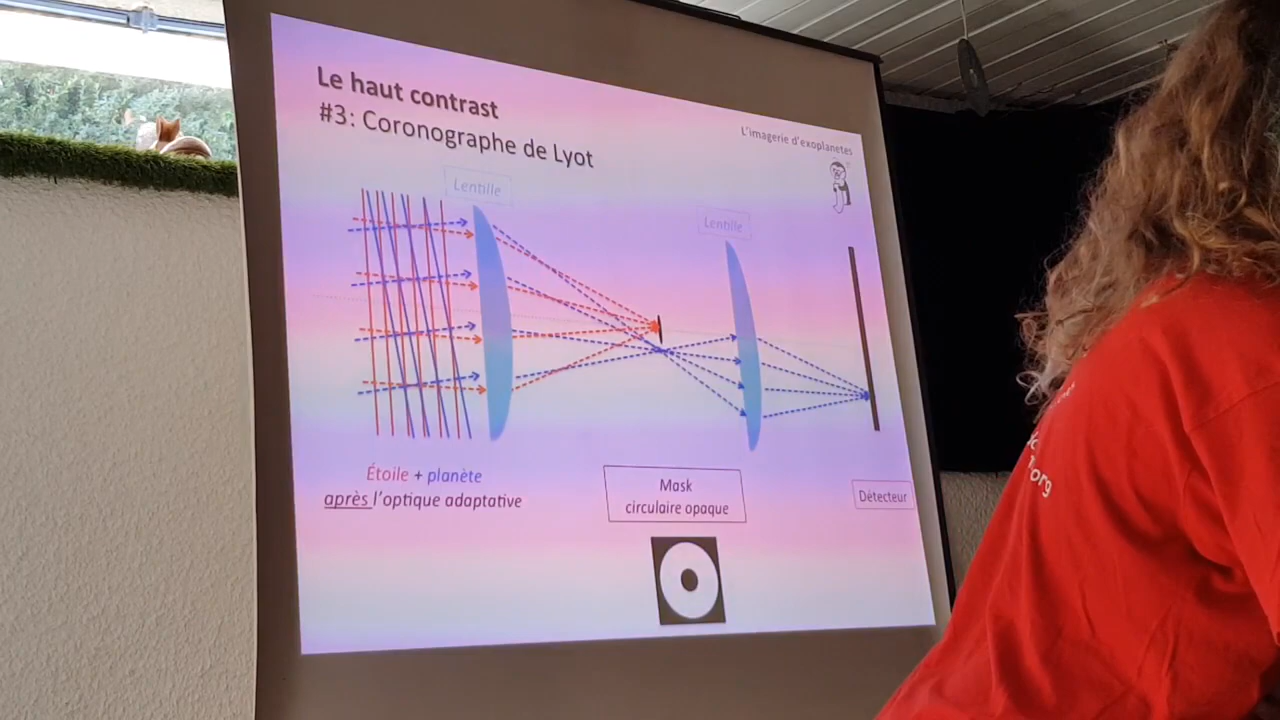 Le haut contrast
#3: Coronographe de Lyot
L'imagerie d'exoplanetes
Lentille
Lentille
Étoile + planète
après l'optique adaptative
Mask
circulaire opaque
Détecteur
org